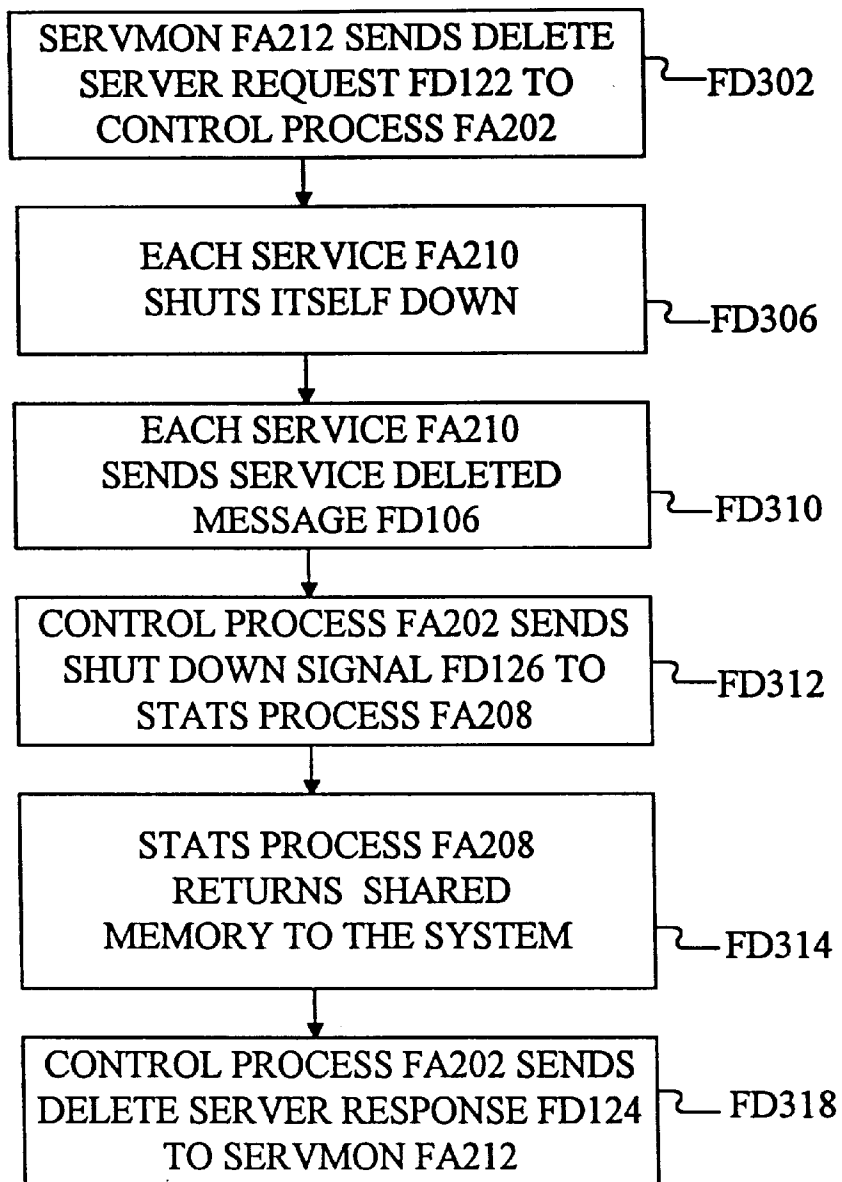 SERVMON FA212 SENDS DELETE
SERVER REQUEST FD122 TO
CONTROL PROCESS FA202
FD302
EACH SERVICE FA210
SHUTS ITSELF DOWN
FD306
EACH SERVICE FA210
SENDS SERVICE DELETED
MESSAGE FD106
FD310
CONTROL PROCESS FA202 SENDS
SHUT DOWN SIGNAL FD126 TO
STATS PROCESS FA208
FD312
STATS PROCESS FA208
RETURNS SHARED
MEMORY TO THE SYSTEM
FD314
CONTROL PROCESS FA202 SENDS
DELETE SERVER RESPONSE FD124
TO SERVMON FA212
FD318